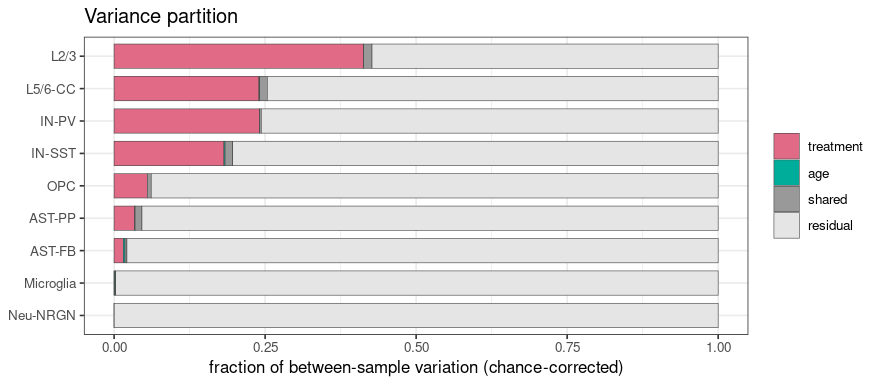 Variance partition
L2/3
L5/6-CC
IN-PV
IN-SST
OPC
AST-PP
AST-FB
Microglia
Neu-NRGN
0.00 0.25 0.50 0.75 1.00
fraction of between-sample variation (chance-corrected)
treatment
age
shared
residual